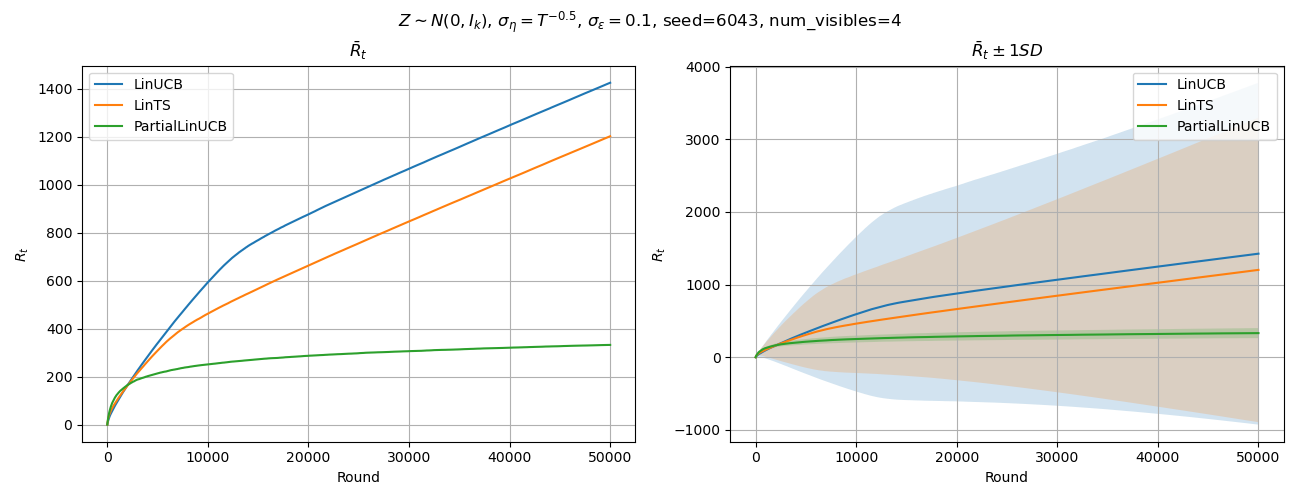 Z ∼ N(0, I_k), σ_η = T^{−0.5}, σ_ε = 0.1, seed=6043, num_visibles=4
R̄_t
1400
1200
1000
800
600
400
200
0
R_t
LinUCB
LinTS
PartialLinUCB
0 10000 20000 30000 40000 50000
Round
R̄_t ± 1SD
4000
3000
2000
1000
0
−1000
R_t
LinUCB
LinTS
PartialLinUCB
0 10000 20000 30000 40000 50000
Round